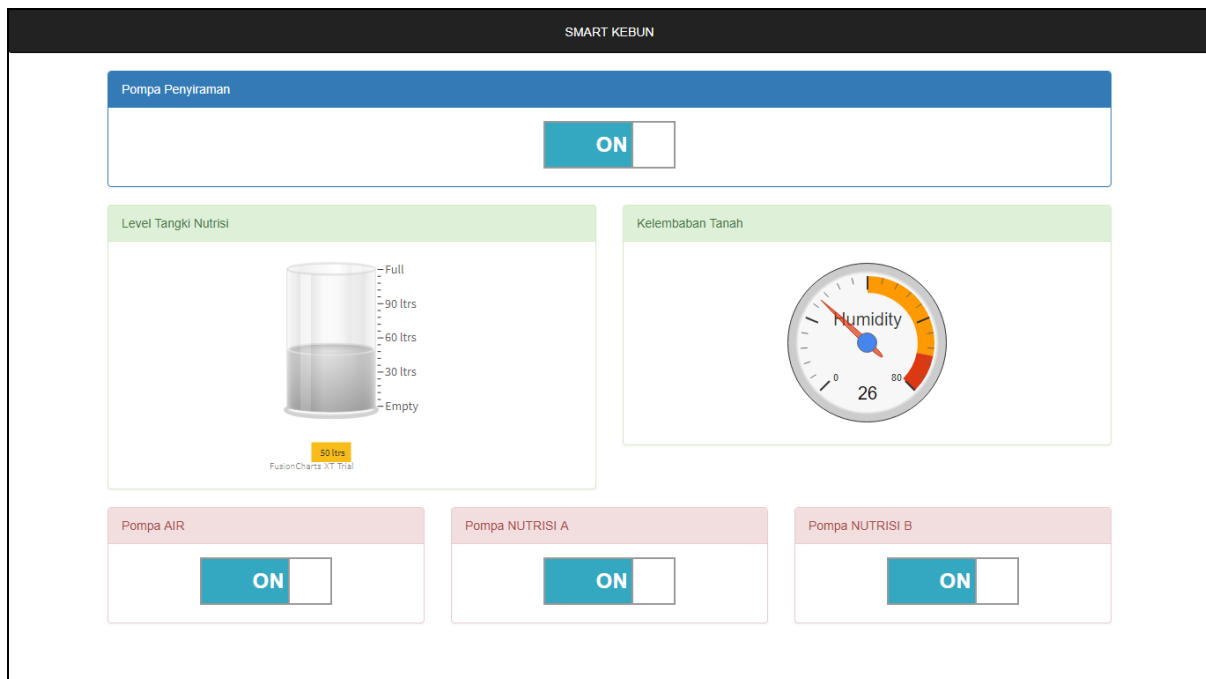 SMART KEBUN
Pompa Penyiraman
ON
Level Tangki Nutrisi
Full
90 ltrs
60 ltrs
30 ltrs
Empty
50 ltrs
FusionCharts XT Trial
Kelembaban Tanah
Humidity
0
80
26
Pompa AIR
ON
Pompa NUTRISI A
ON
Pompa NUTRISI B
ON